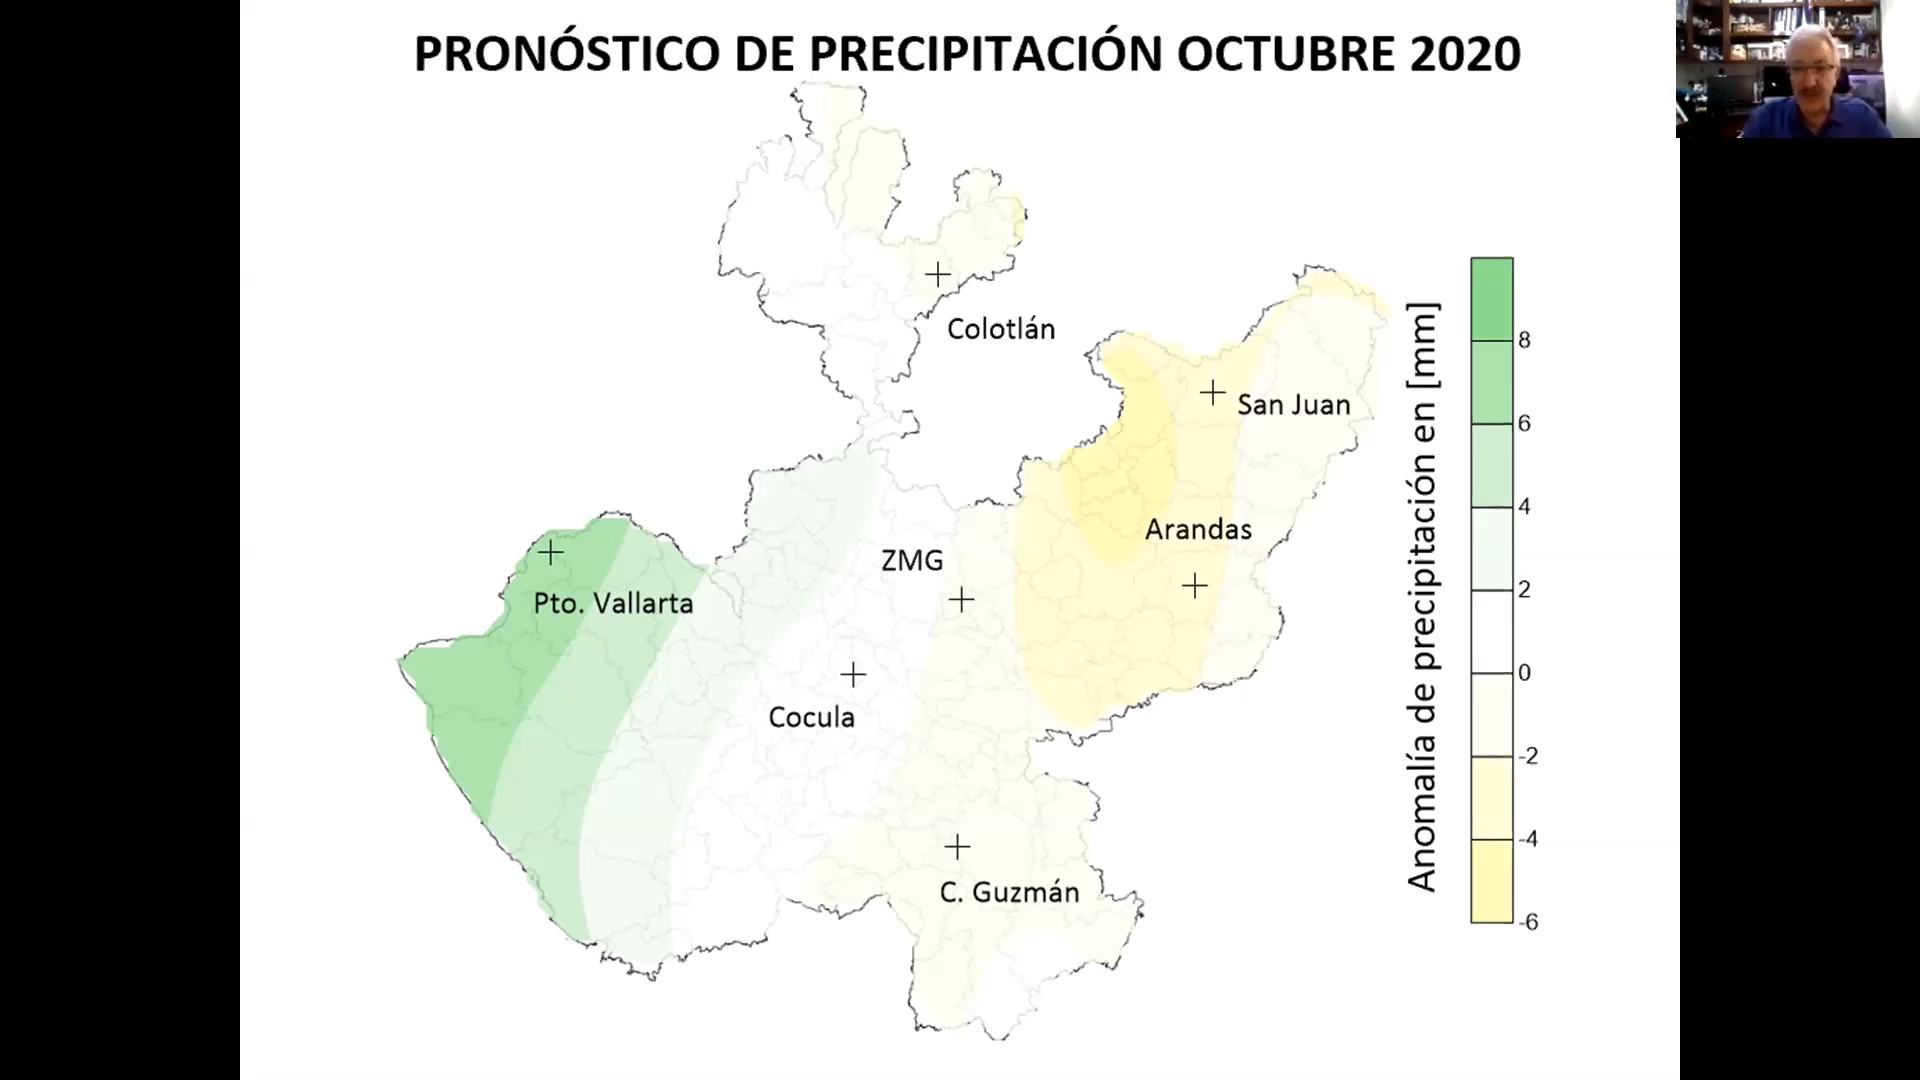 PRONÓSTICO DE PRECIPITACIÓN OCTUBRE 2020
Colotlán
San Juan
Arandas
ZMG
Pto. Vallarta
Cocula
C. Guzmán
Anomalía de precipitación en [mm]
8
6
4
2
0
-2
-4
-6